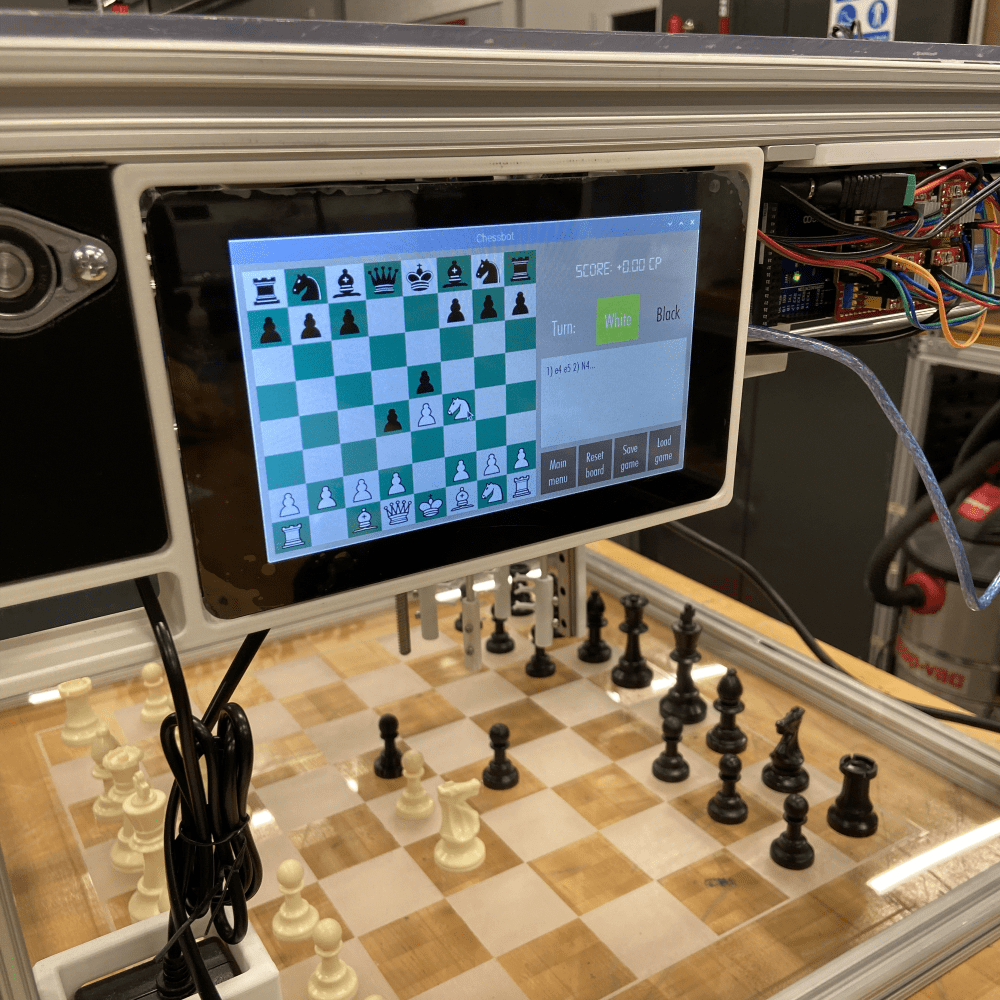 Chessbot
SCORE: +0.00 CP
Turn:
White
Black
1) e4 e5 2) N4...
Main
menu
Reset
board
Save
game
Load
game